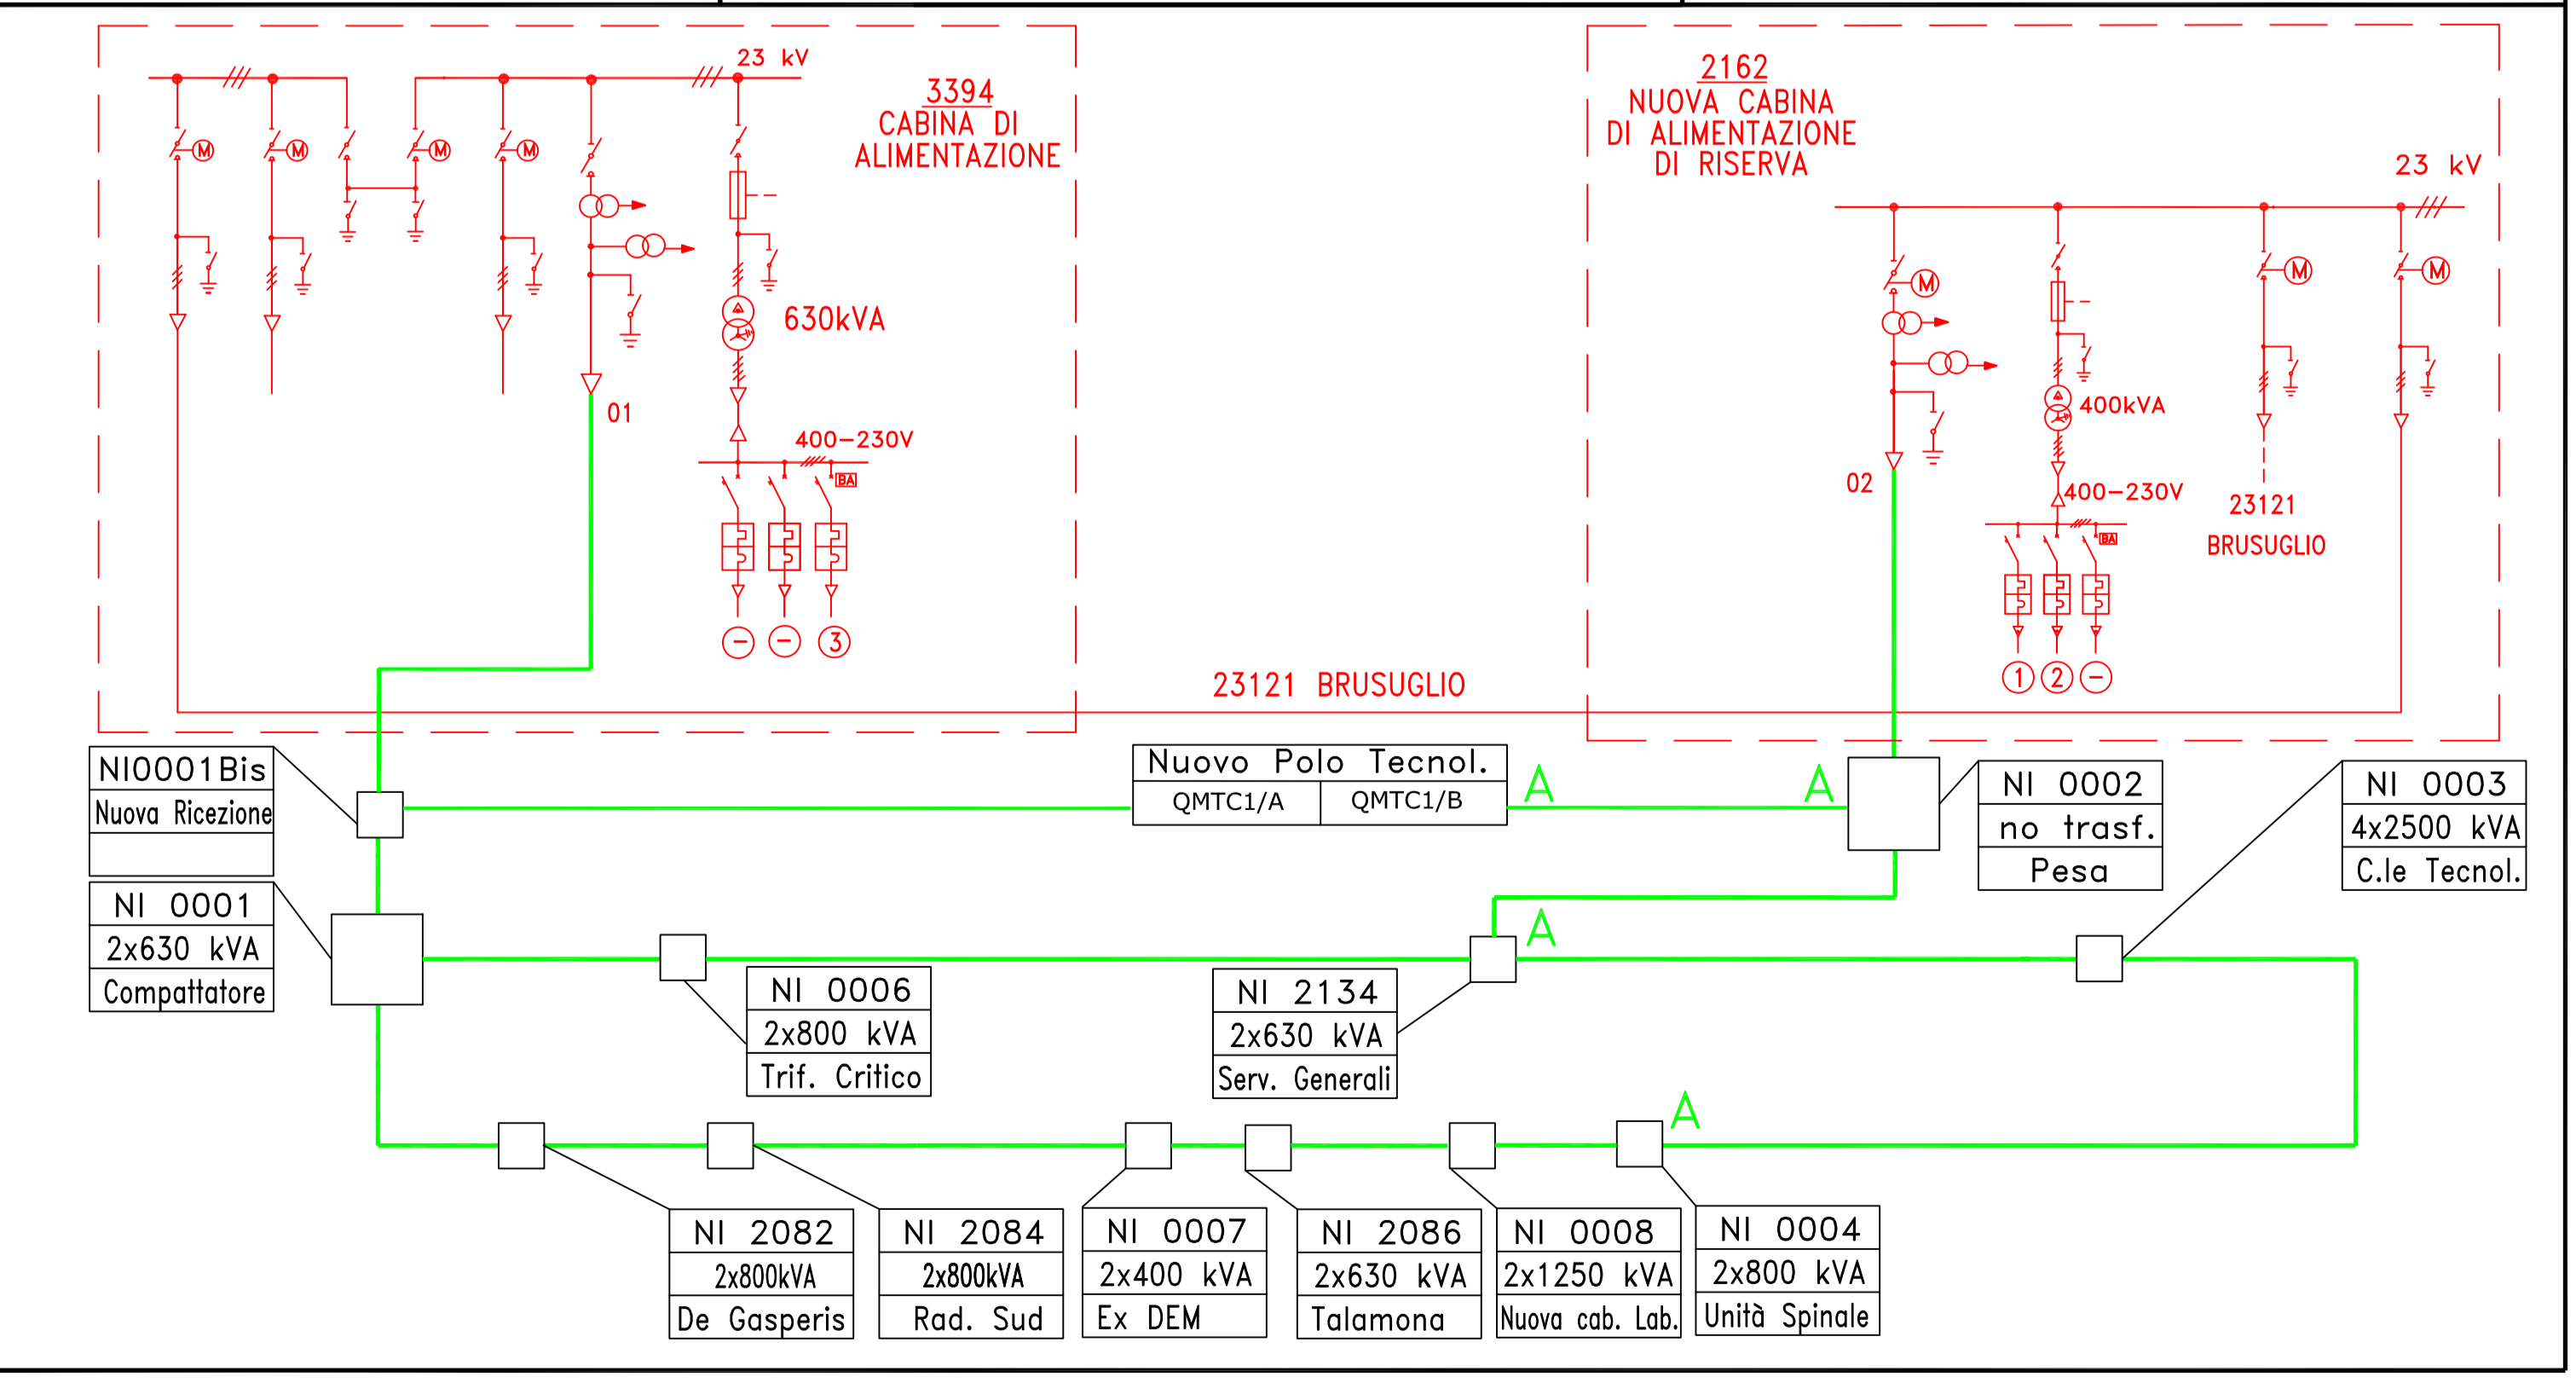 23 kV
3394
CABINA DI
ALIMENTAZIONE
M
M
M
M
630kVA
01
400-230V
BA
-
-
3
2162
NUOVA CABINA
DI ALIMENTAZIONE
DI RISERVA
23 kV
M
M
M
400kVA
02
400-230V
BA
23121
BRUSUGLIO
1
2
-
23121 BRUSUGLIO
NI0001Bis
Nuova Ricezione
Nuovo Polo Tecnol.
QMTC1/A
QMTC1/B
A
A
NI 0002
no trasf.
Pesa
NI 0003
4x2500 kVA
C.le Tecnol.
NI 0001
2x630 kVA
Compattatore
NI 0006
2x800 kVA
Trif. Critico
A
NI 2134
2x630 kVA
Serv. Generali
A
NI 2082
2x800kVA
De Gasperis
NI 2084
2x800kVA
Rad. Sud
NI 0007
2x400 kVA
Ex DEM
NI 2086
2x630 kVA
Talamona
NI 0008
2x1250 kVA
Nuova cab. Lab.
NI 0004
2x800 kVA
Unità Spinale